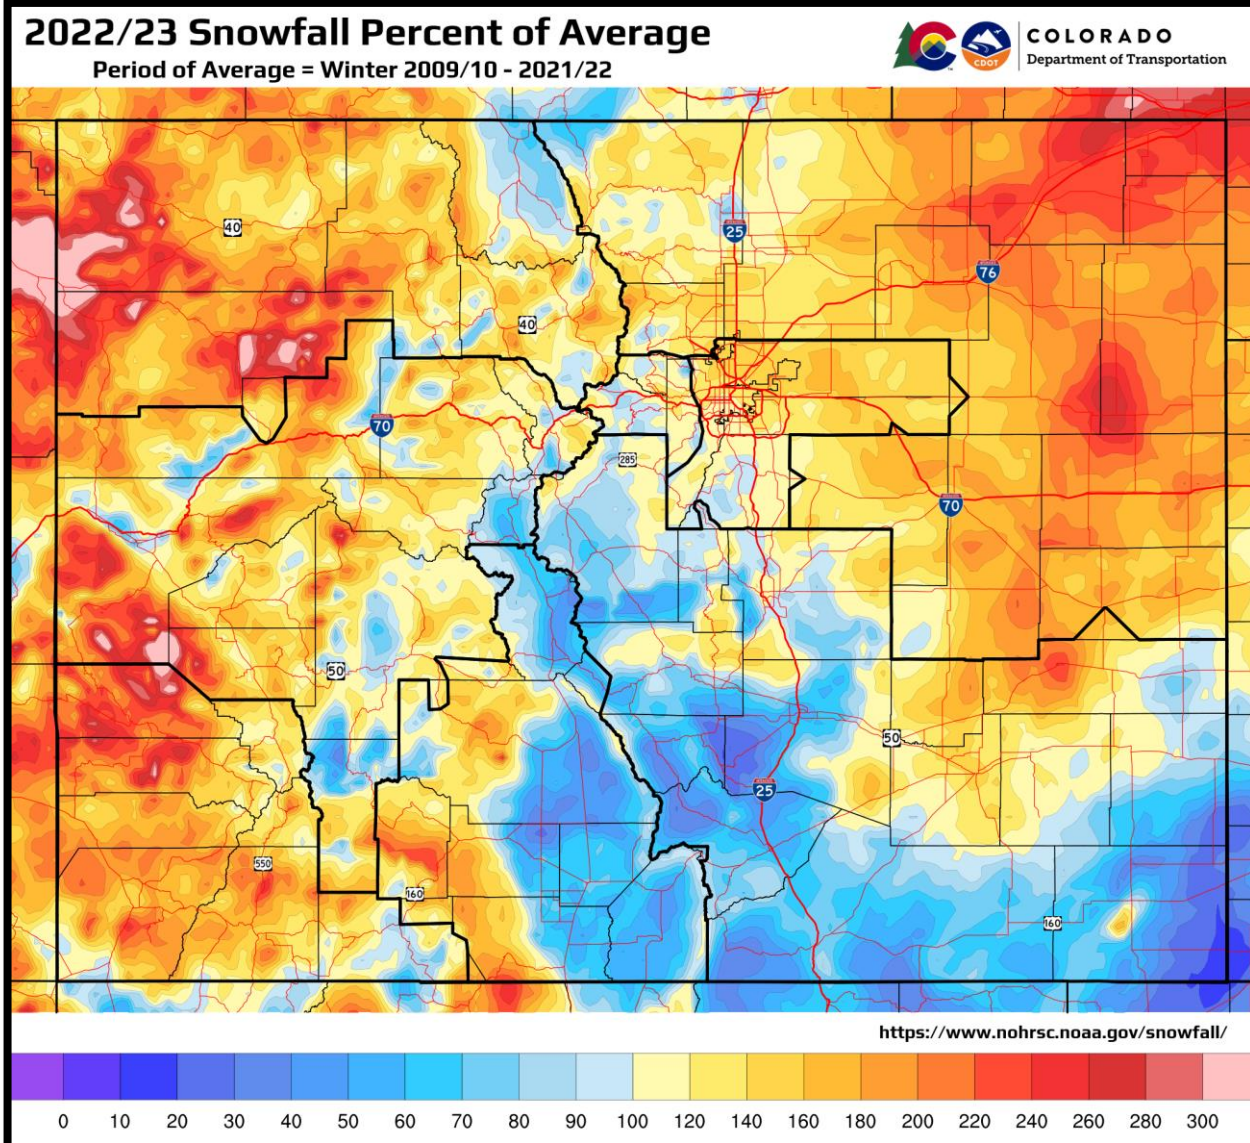 2022/23 Snowfall Percent of Average
Period of Average = Winter 2009/10 - 2021/22
CDOT
COLORADO
Department of Transportation
40
25
76
40
70
285
70
50
50
25
550
160
160
https://www.nohrsc.noaa.gov/snowfall/
0 10 20 30 40 50 60 70 80 90 100 120 140 160 180 200 220 240 260 280 300